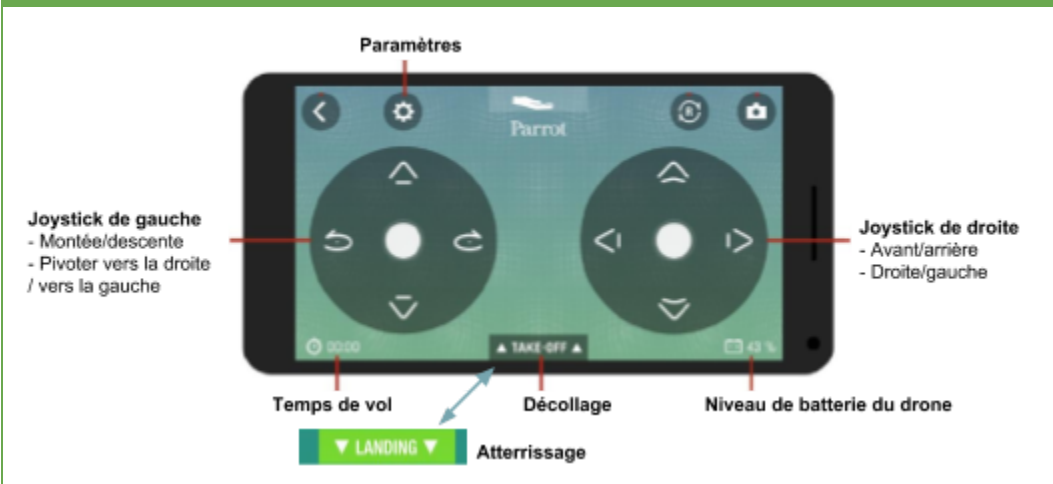 Paramètres
Parrot
R
Joystick de gauche
- Montée/descente
- Pivoter vers la droite
/ vers la gauche
Joystick de droite
- Avant/arrière
- Droite/gauche
00:00
▲ TAKE-OFF ▲
43 %
Temps de vol
Décollage
Niveau de batterie du drone
▼ LANDING ▼
Atterrissage